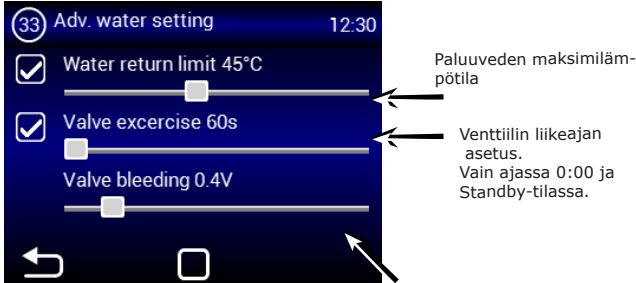 33 Adv. water setting 12:30
Water return limit 45°C
Valve excercise 60s
Valve bleeding 0.4V
Paluuveden maksimiläm-
pötila
Venttiilin liikeajan
asetus.
Vain ajassa 0:00 ja
Standby-tilassa.